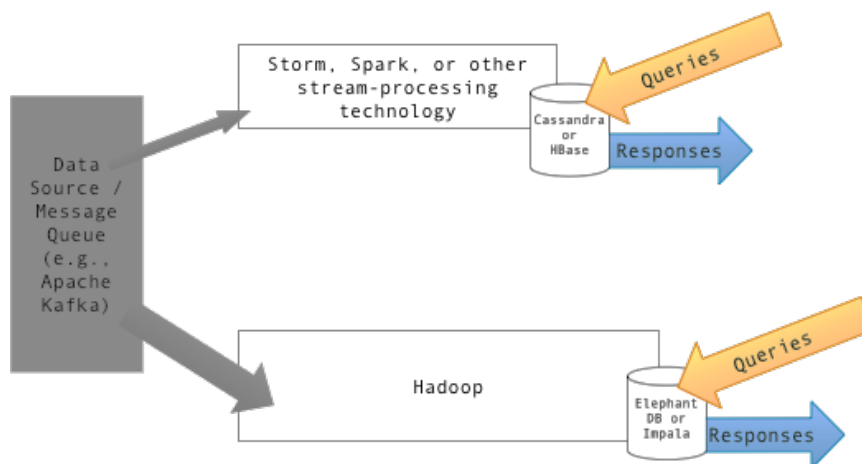 Storm, Spark, or other
stream-processing
technology
Queries
Cassandra
or
HBase
Responses
Data
Source /
Message
Queue
(e.g.,
Apache
Kafka)
Hadoop
Queries
Elephant
DB or
Impala
Responses